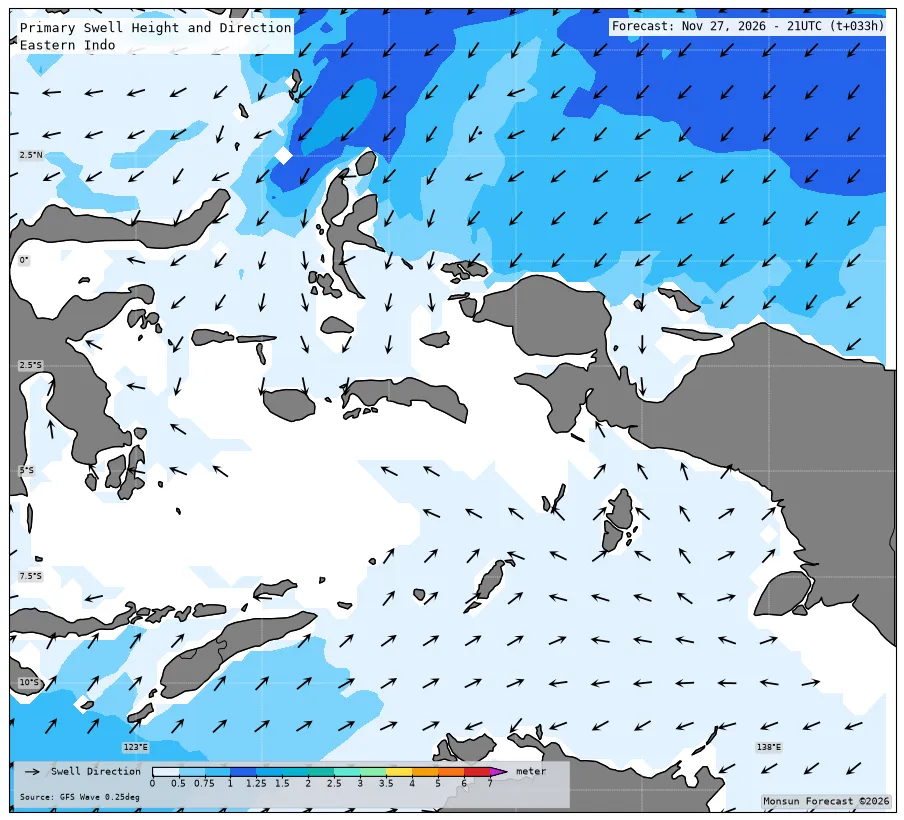 Primary Swell Height and Direction
Eastern Indo
Forecast: Nov 27, 2026 - 21UTC (t+033h)
2.5°N
0°
2.5°S
5°S
7.5°S
10°S
123°E
138°E
Swell Direction
0 0.5 0.75 1 1.25 1.5 2 2.5 3 3.5 4 5 6 7
meter
Source: GFS Wave 0.25deg
Monsun Forecast ©2026